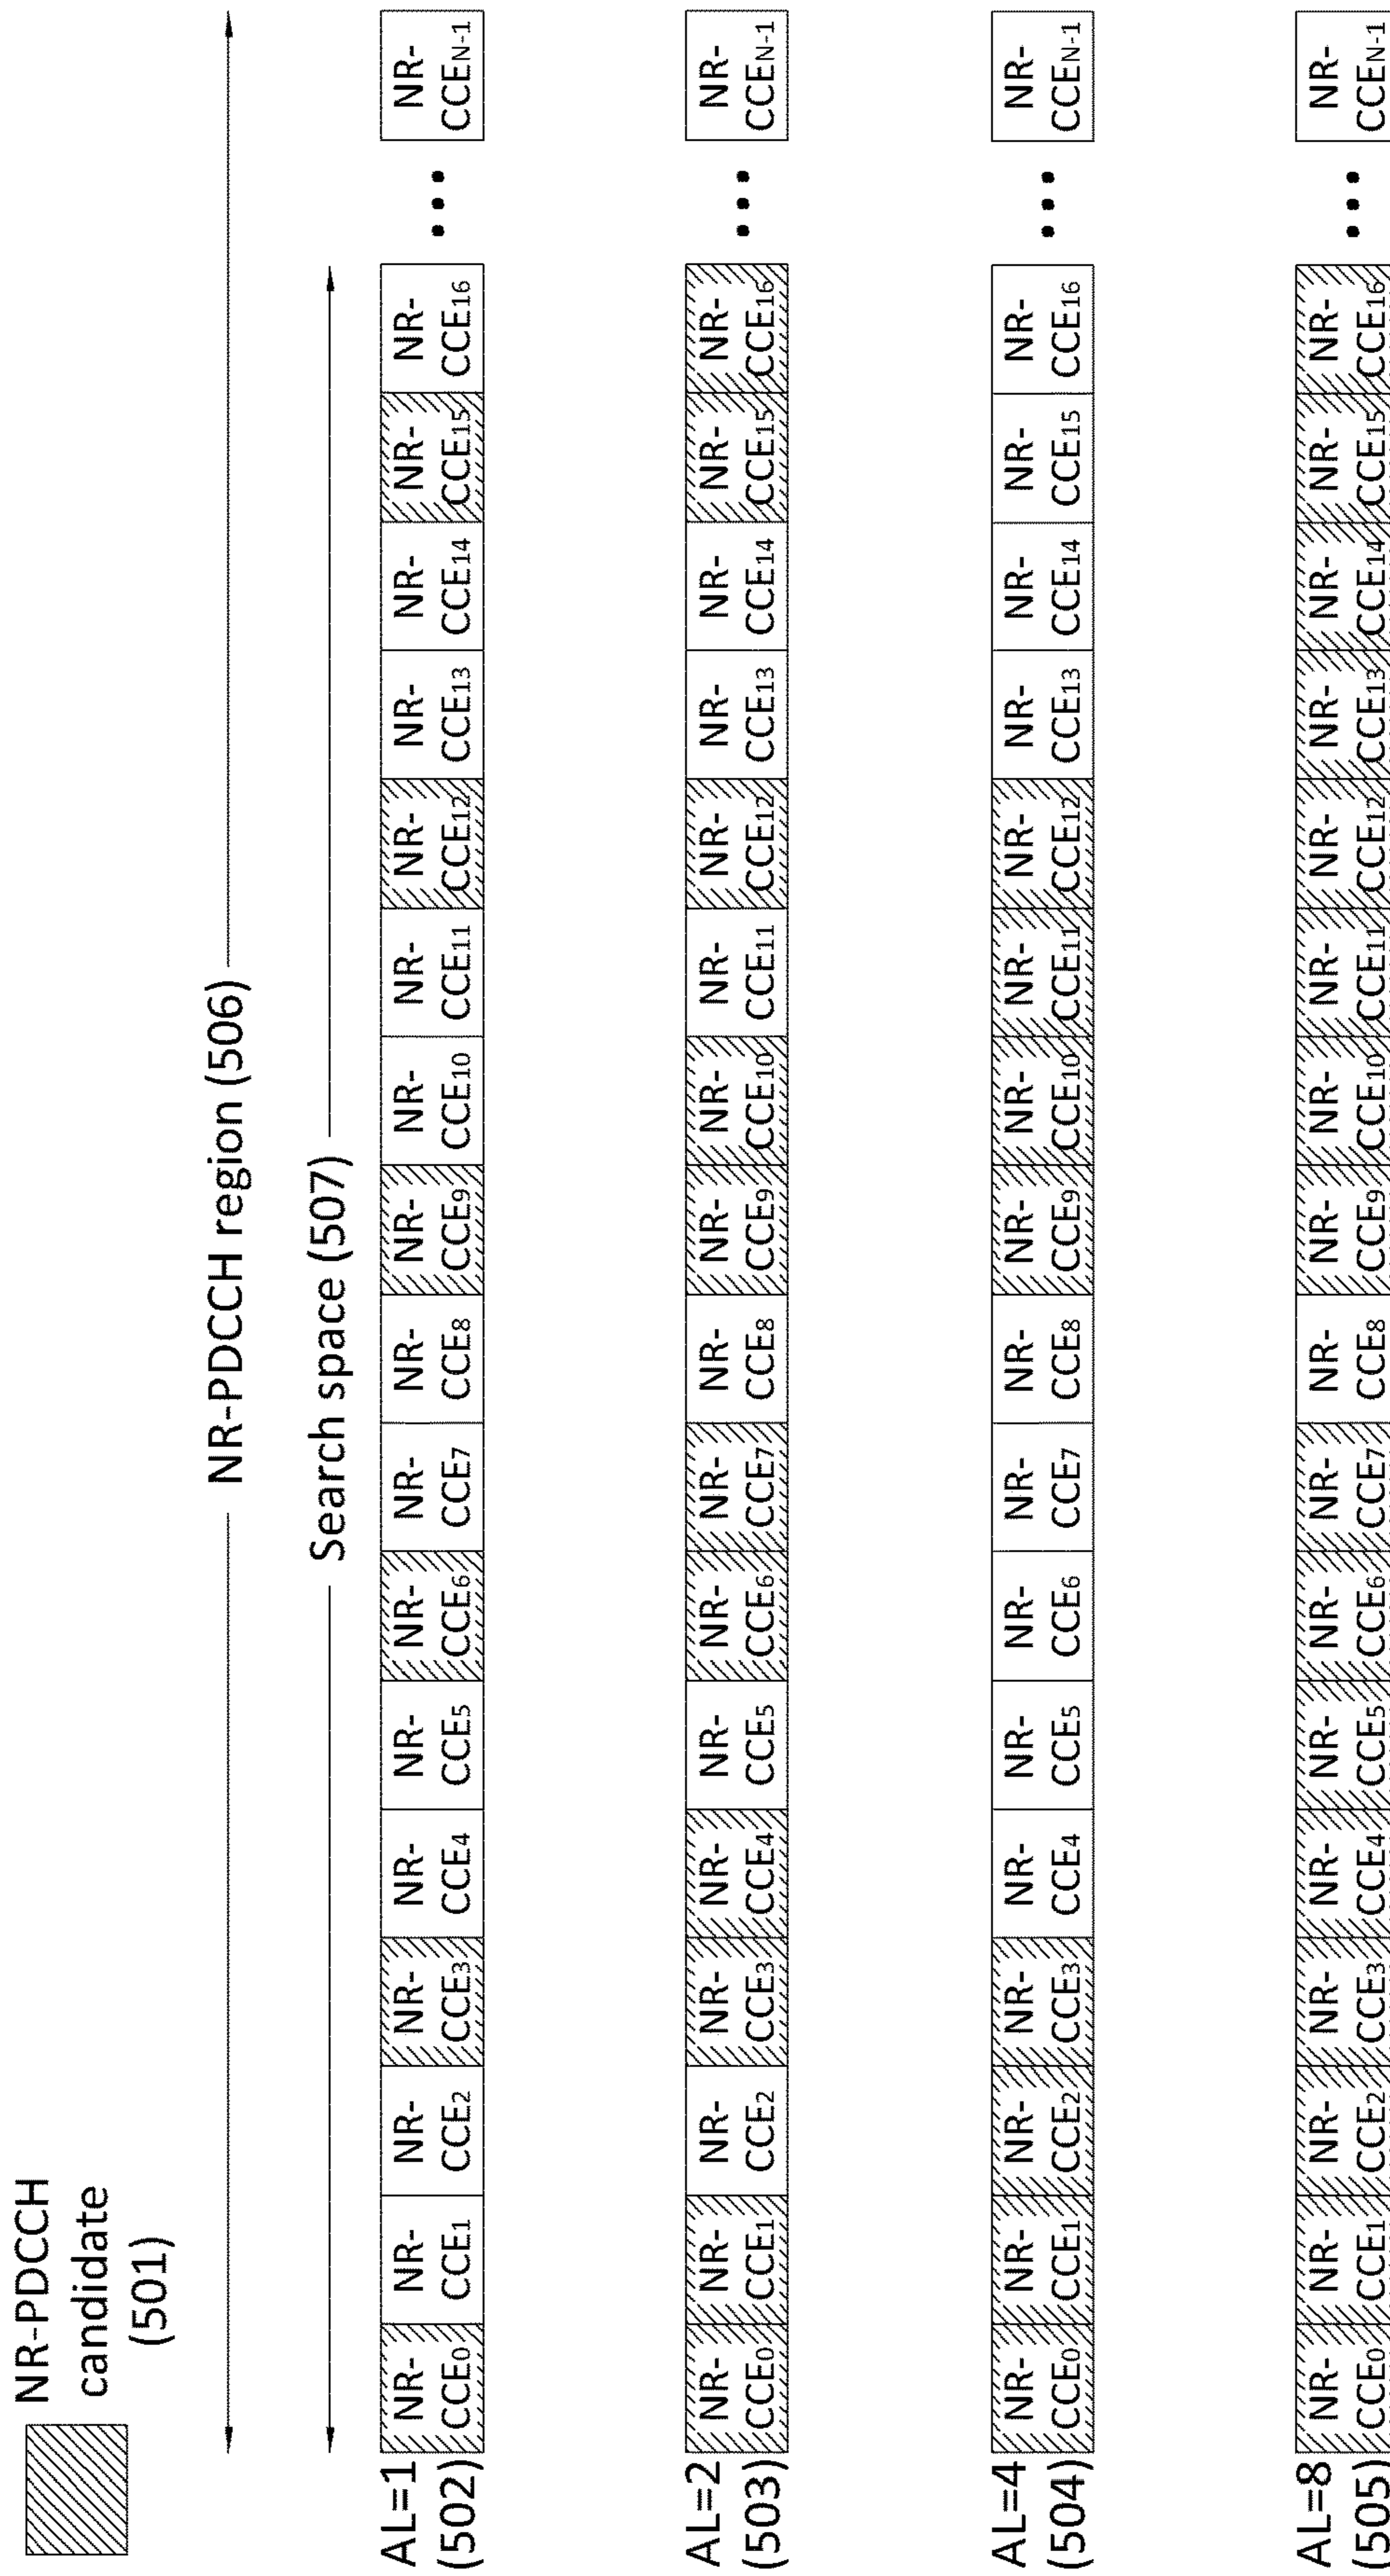 NR-PDCCH
candidate
(501)
NR-PDCCH region (506)
Search space (507)
AL=1
(502)
NR- NR- NR- NR- NR- NR- NR- NR- NR- NR- NR- NR- NR- NR- NR- NR- NR- ... NR-
CCE0 CCE1 CCE2 CCE3 CCE4 CCE5 CCE6 CCE7 CCE8 CCE9 CCE10 CCE11 CCE12 CCE13 CCE14 CCE15 CCE16 CCEN-1
AL=2
(503)
NR- NR- NR- NR- NR- NR- NR- NR- NR- NR- NR- NR- NR- NR- NR- NR- NR- ... NR-
CCE0 CCE1 CCE2 CCE3 CCE4 CCE5 CCE6 CCE7 CCE8 CCE9 CCE10 CCE11 CCE12 CCE13 CCE14 CCE15 CCE16 CCEN-1
AL=4
(504)
NR- NR- NR- NR- NR- NR- NR- NR- NR- NR- NR- NR- NR- NR- NR- NR- NR- ... NR-
CCE0 CCE1 CCE2 CCE3 CCE4 CCE5 CCE6 CCE7 CCE8 CCE9 CCE10 CCE11 CCE12 CCE13 CCE14 CCE15 CCE16 CCEN-1
AL=8
(505)
NR- NR- NR- NR- NR- NR- NR- NR- NR- NR- NR- NR- NR- NR- NR- NR- NR- ... NR-
CCE0 CCE1 CCE2 CCE3 CCE4 CCE5 CCE6 CCE7 CCE8 CCE9 CCE10 CCE11 CCE12 CCE13 CCE14 CCE15 CCE16 CCEN-1